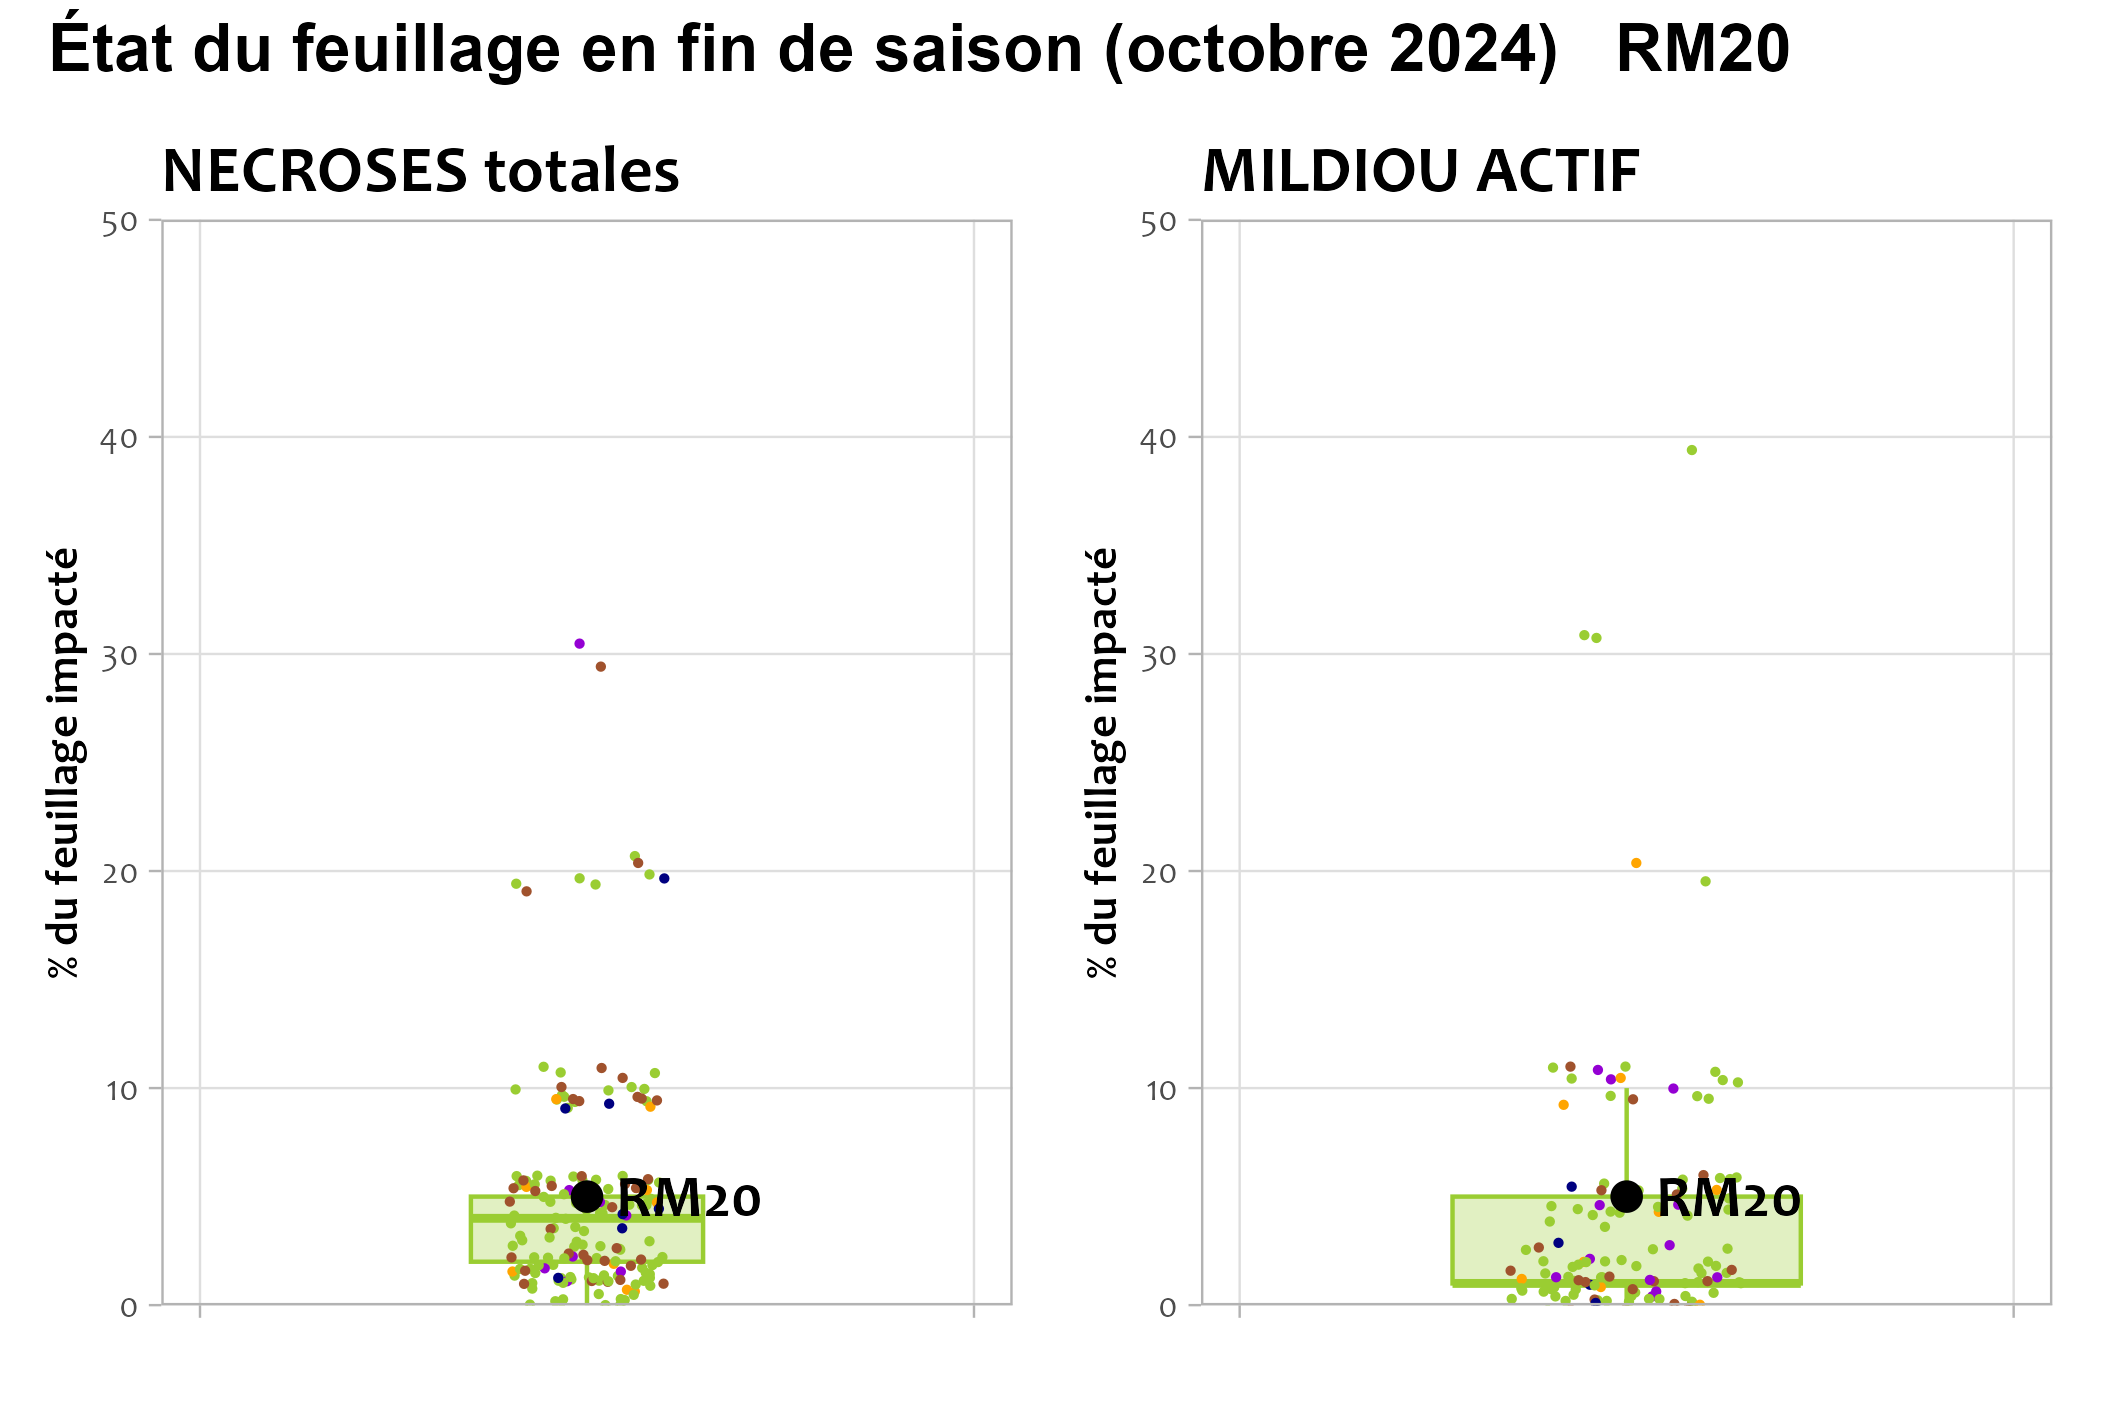 État du feuillage en fin de saison (octobre 2024)   RM20
NECROSES totales
% du feuillage impacté
50
40
30
20
10
0
RM20
MILDIOU ACTIF
% du feuillage impacté
50
40
30
20
10
0
RM20